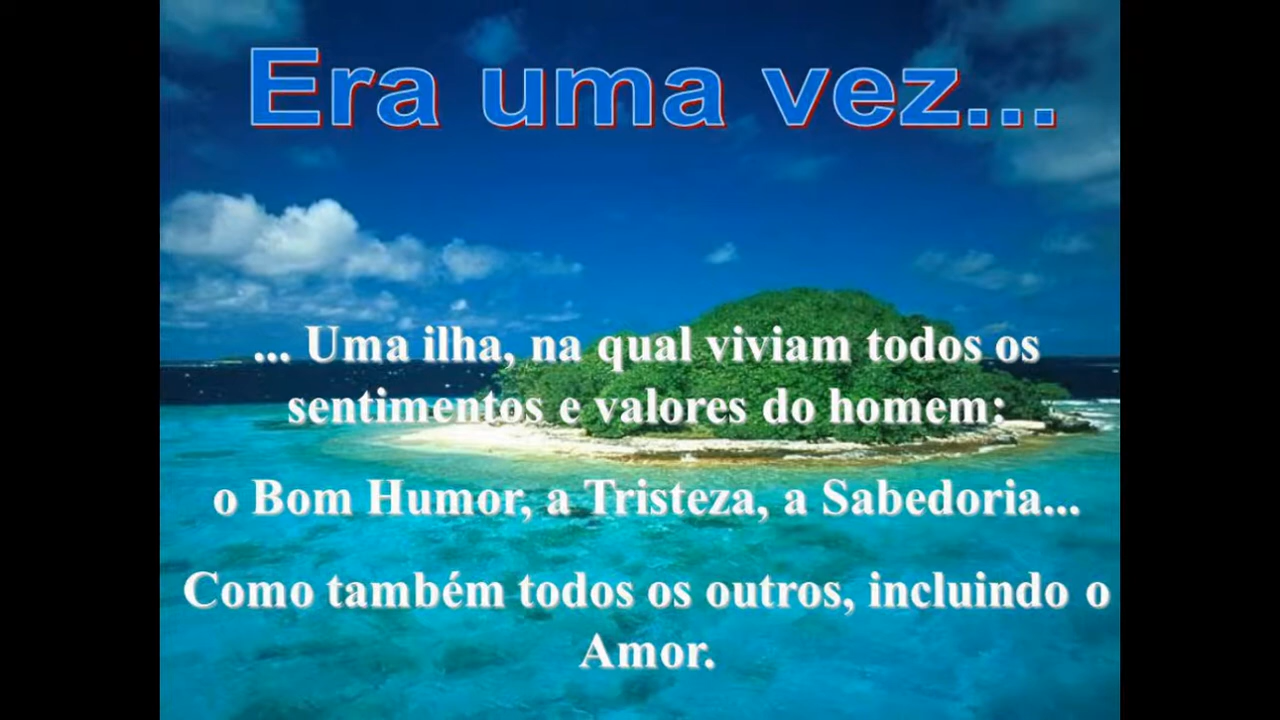 Era uma vez...
... Uma ilha, na qual viviam todos os
sentimentos e valores do homem:
o Bom Humor, a Tristeza, a Sabedoria...
Como também todos os outros, incluindo o
Amor.